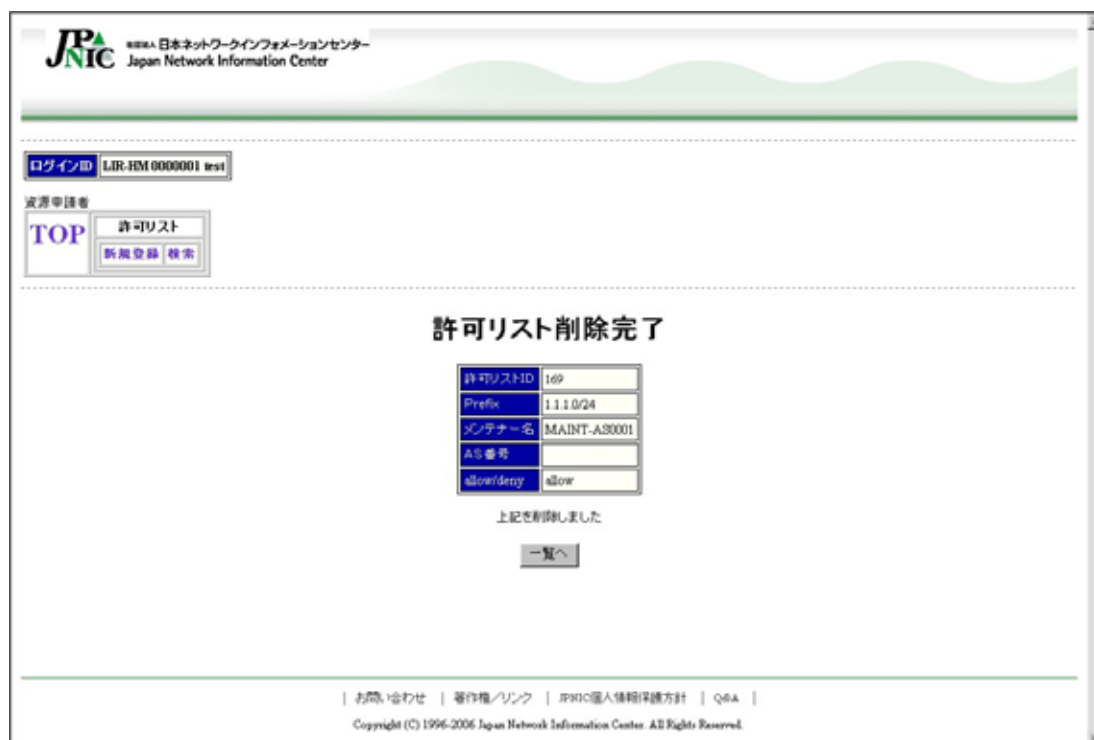 JPNIC
社団法人 日本ネットワークインフォメーションセンター
Japan Network Information Center
ログインID LIR-HM 0000001 test
資源申請者
TOP 許可リスト
新規登録 検索
許可リスト削除完了
許可リストID 169
Prefix 1.1.1.0/24
メンテナー名 MAINT-AS0001
AS番号
allow/deny allow
上記を削除しました
一覧へ
| お問い合わせ | 著作権／リンク | JPNIC個人情報保護方針 | Q&A |
Copyright (C) 1996-2006 Japan Network Information Center. All Rights Reserved.